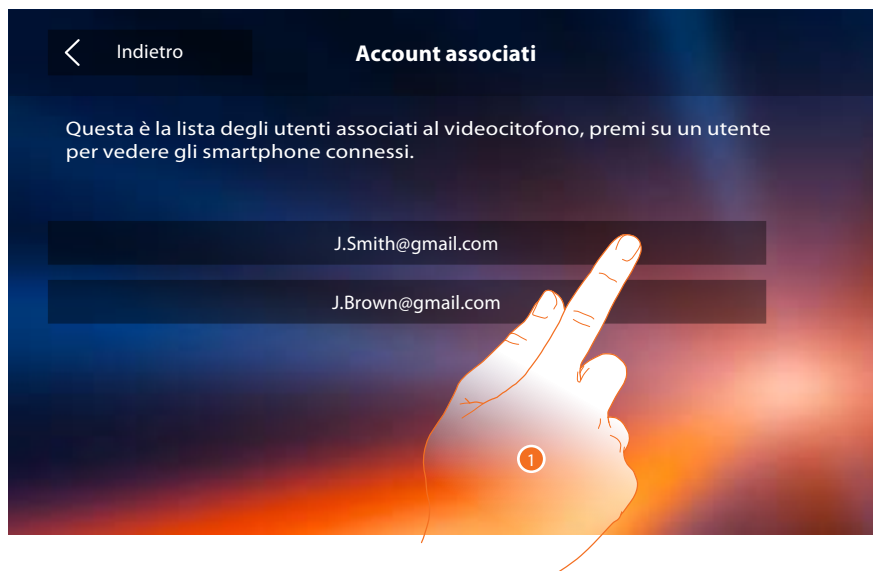 Indietro
Account associati
Questa è la lista degli utenti associati al videocitofono, premi su un utente
per vedere gli smartphone connessi.
J.Smith@gmail.com
J.Brown@gmail.com
1